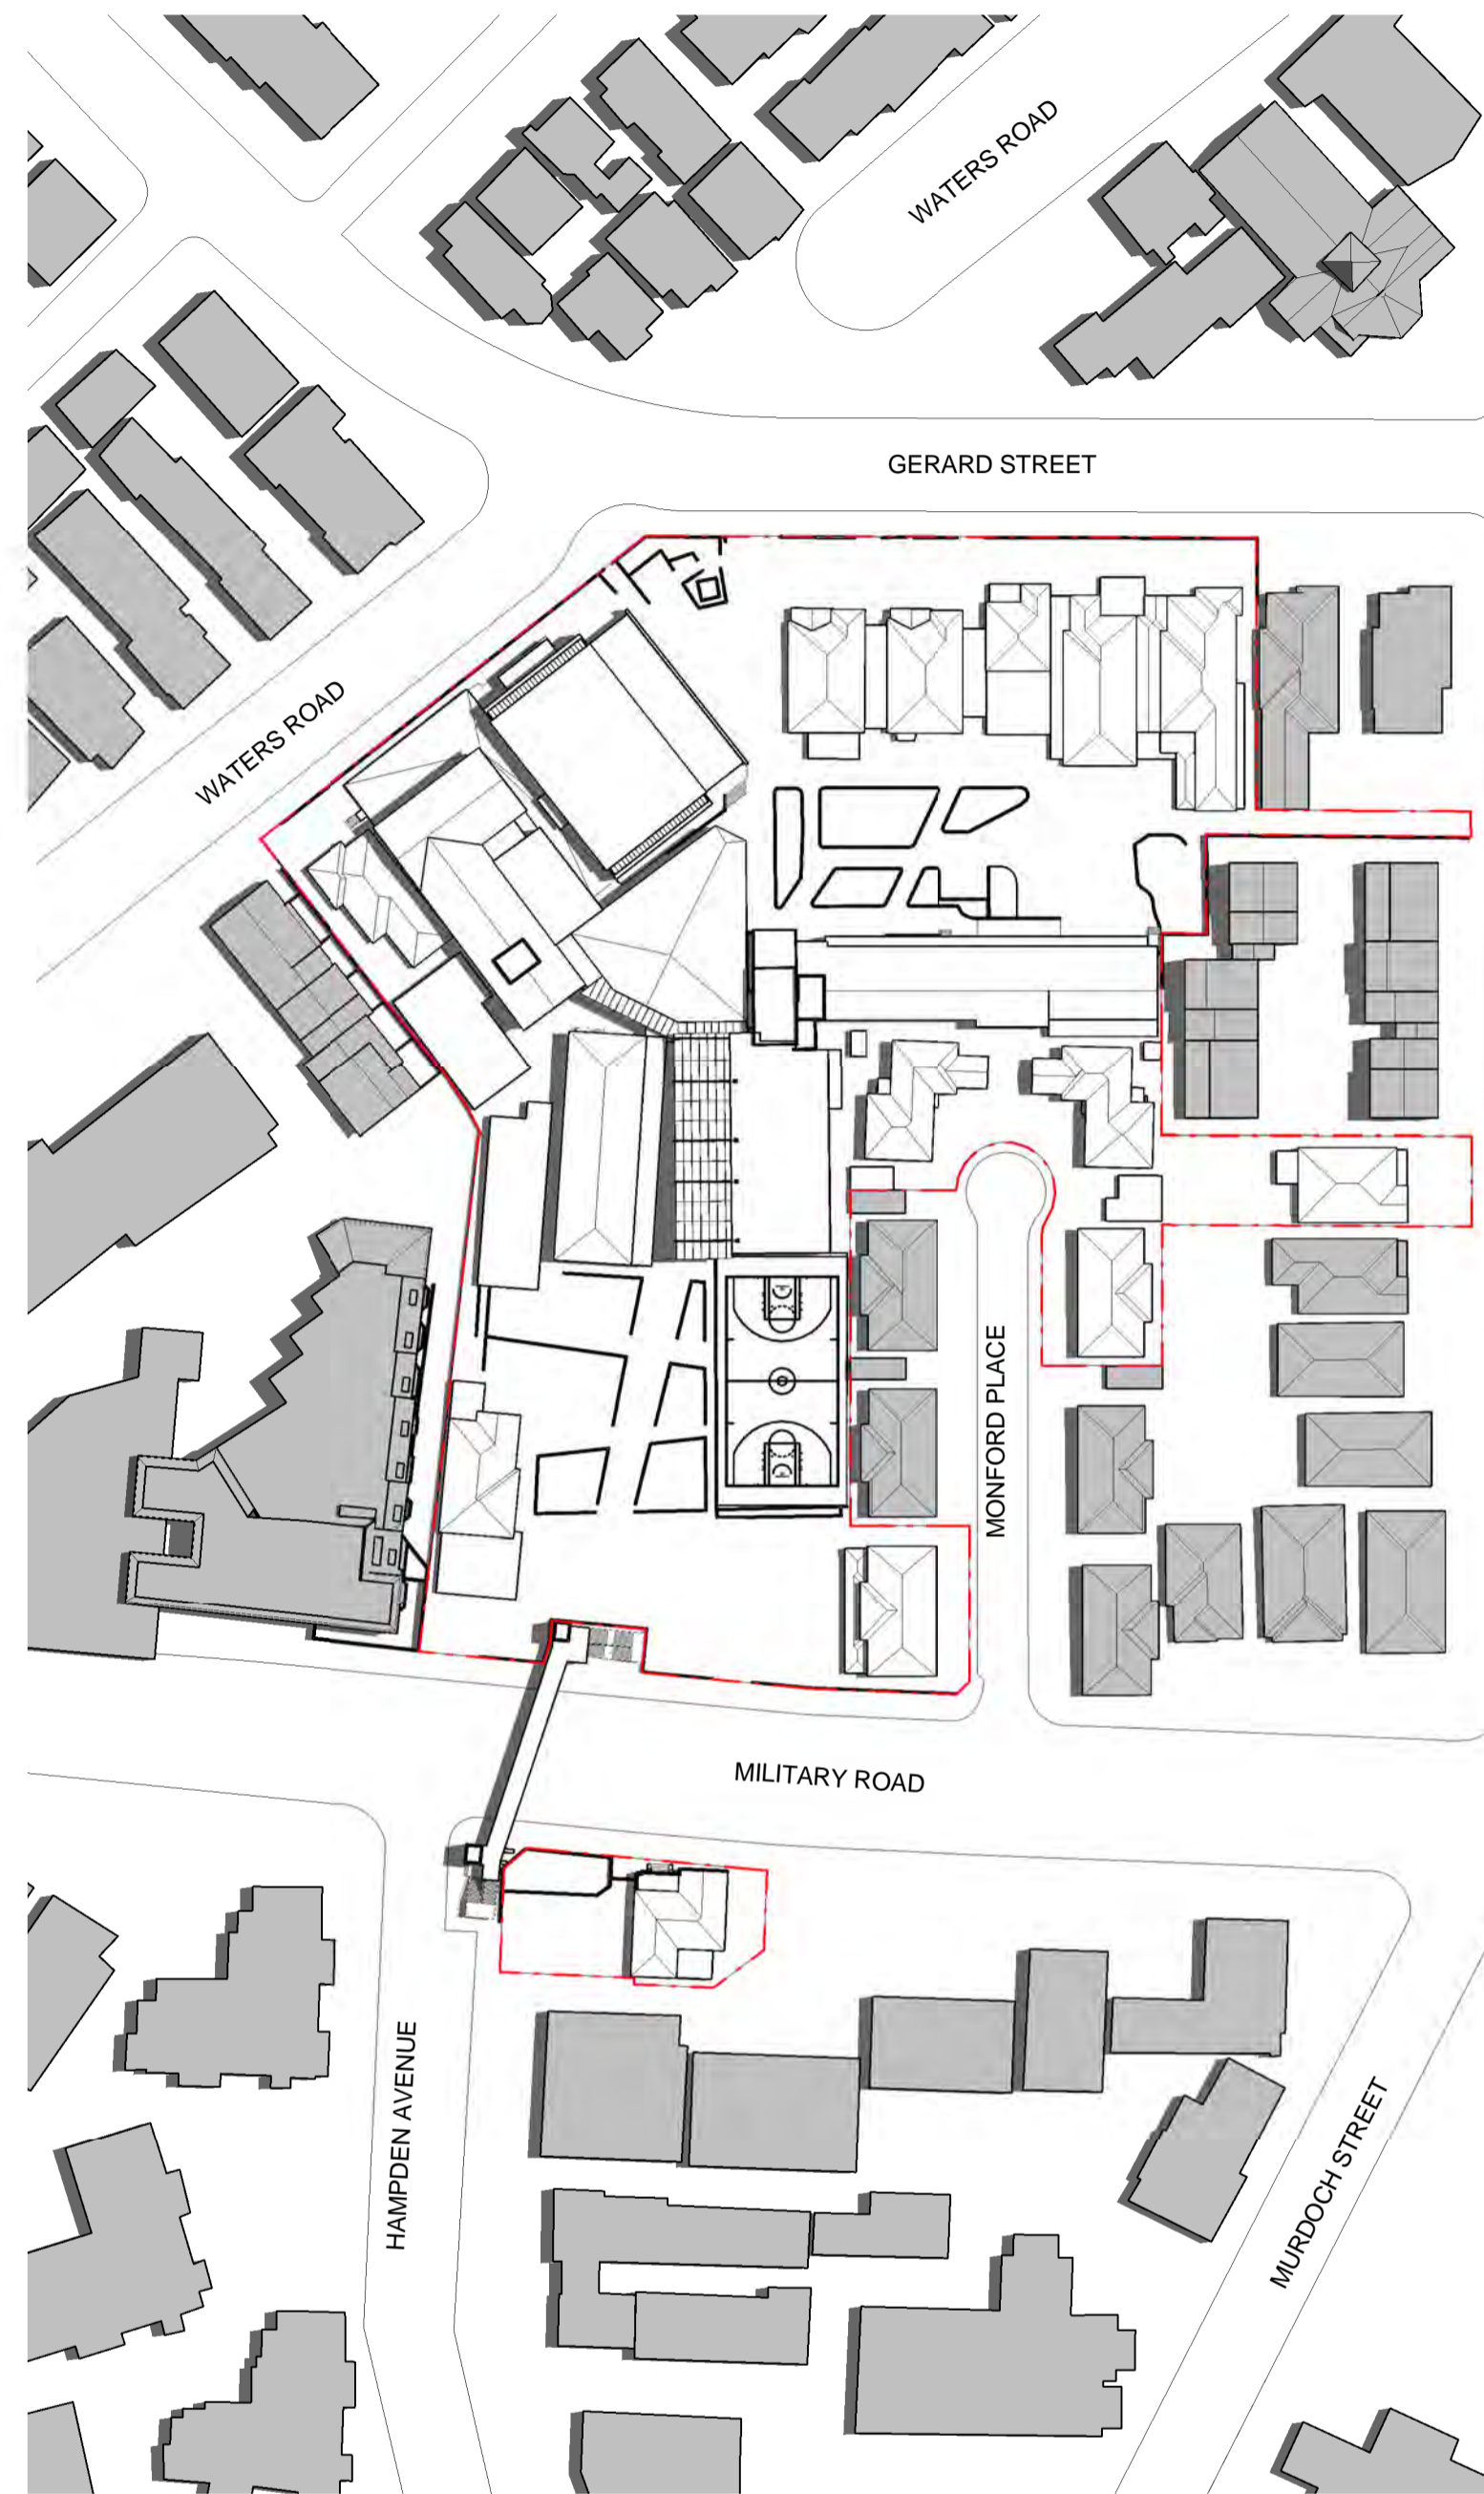 WATERS ROAD
GERARD STREET
WATERS ROAD
MONFORD PLACE
MILITARY ROAD
HAMPDEN AVENUE
MURDOCH STREET